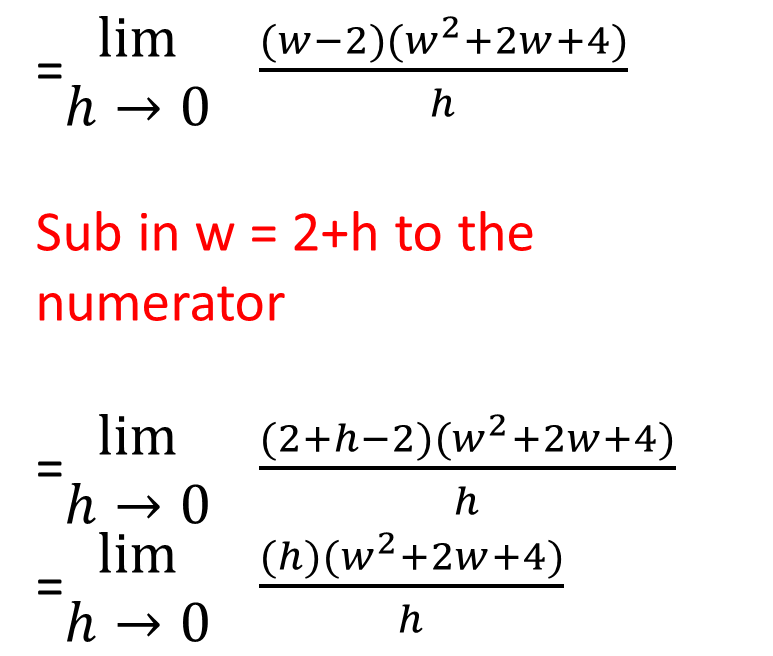 = lim h → 0 (w−2)(w²+2w+4) / h
Sub in w = 2+h to the
numerator
= lim h → 0 (2+h−2)(w²+2w+4) / h
= lim h → 0 (h)(w²+2w+4) / h